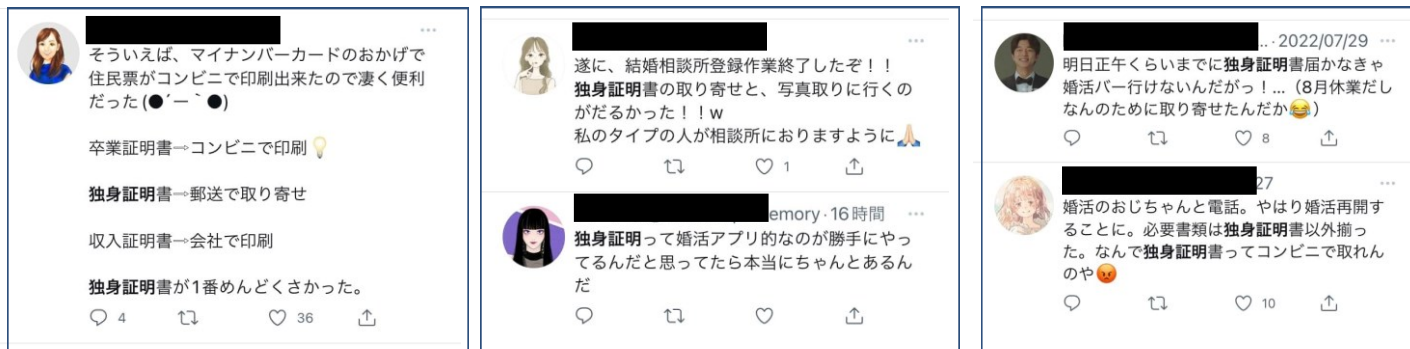 そういえば、マイナンバーカードのおかげで
住民票がコンビニで印刷出来たので凄く便利
だった(●´ー｀●)
卒業証明書⇨コンビニで印刷💡
独身証明書⇨郵送で取り寄せ
収入証明書⇨会社で印刷
独身証明書が1番めんどくさかった。
4 36
遂に、結婚相談所登録作業終了したぞ！！
独身証明書の取り寄せと、写真取りに行くの
がだるかった！！w
私のタイプの人が相談所におりますように🙏🏻
1
emory · 16時間
独身証明って婚活アプリ的なのが勝手にやっ
てるんだと思ってたら本当にちゃんとあるん
だ
.. · 2022/07/29
明日正午くらいまでに独身証明書届かなきゃ
婚活バー行けないんだがっ！...（8月休業だし
なんのために取り寄せたんだか😂）
8
27
婚活のおじちゃんと電話。やはり婚活再開す
ることに。必要書類は独身証明書以外揃っ
た。なんで独身証明書ってコンビニで取れん
のや😡
10